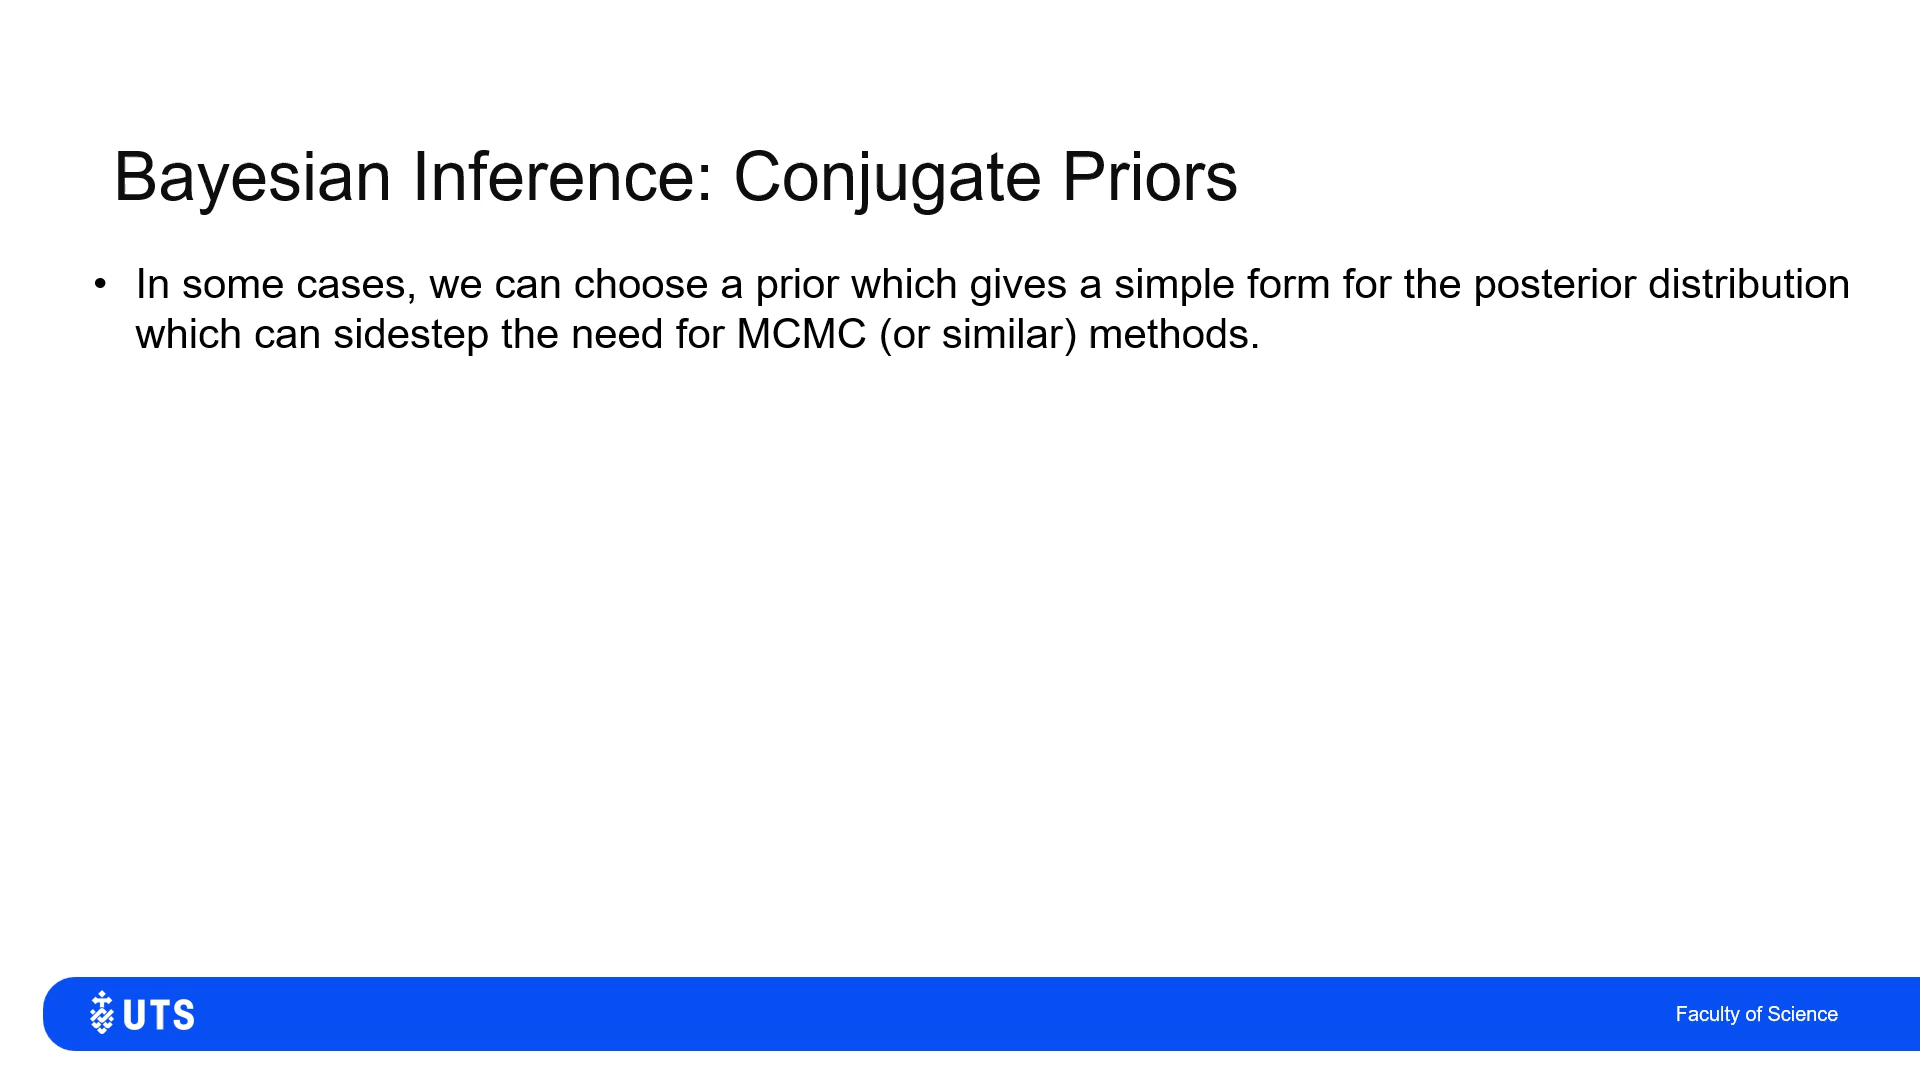 Bayesian Inference: Conjugate Priors
• In some cases, we can choose a prior which gives a simple form for the posterior distribution
which can sidestep the need for MCMC (or similar) methods.
UTS
Faculty of Science